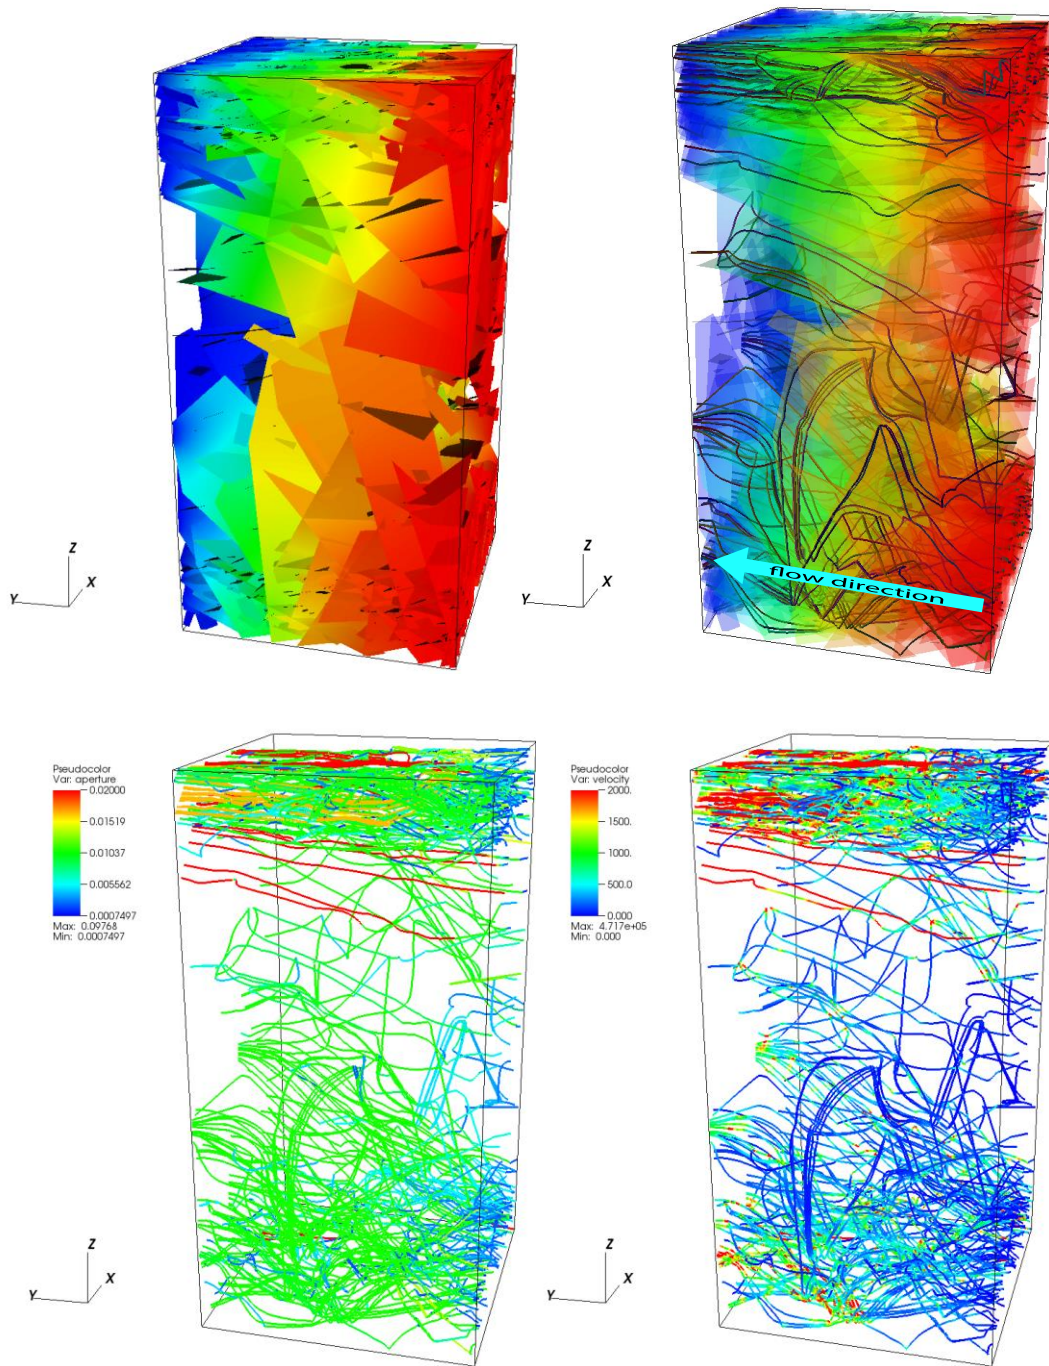 Z
X
Y
Z
X
Y
flow direction
Pseudocolor
Var: aperture
0.02000
0.01519
0.01037
0.005562
0.0007497
Max: 0.09768
Min: 0.0007497
Z
X
Y
Pseudocolor
Var: velocity
2000.
1500.
1000.
500.0
0.000
Max: 4.717e+05
Min: 0.000
Z
X
Y